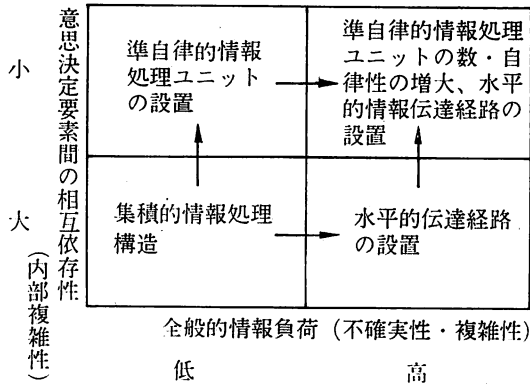 意思決定要素間の相互依存性
(内部複雑性)
小
大
準自律的情報
処理ユニット
の設置
準自律的情報処理
ユニットの数・自
律性の増大、水平
的情報伝達経路の
設置
集積的情報処理
構造
水平的伝達経路
の設置
全般的情報負荷(不確実性・複雑性)
低
高